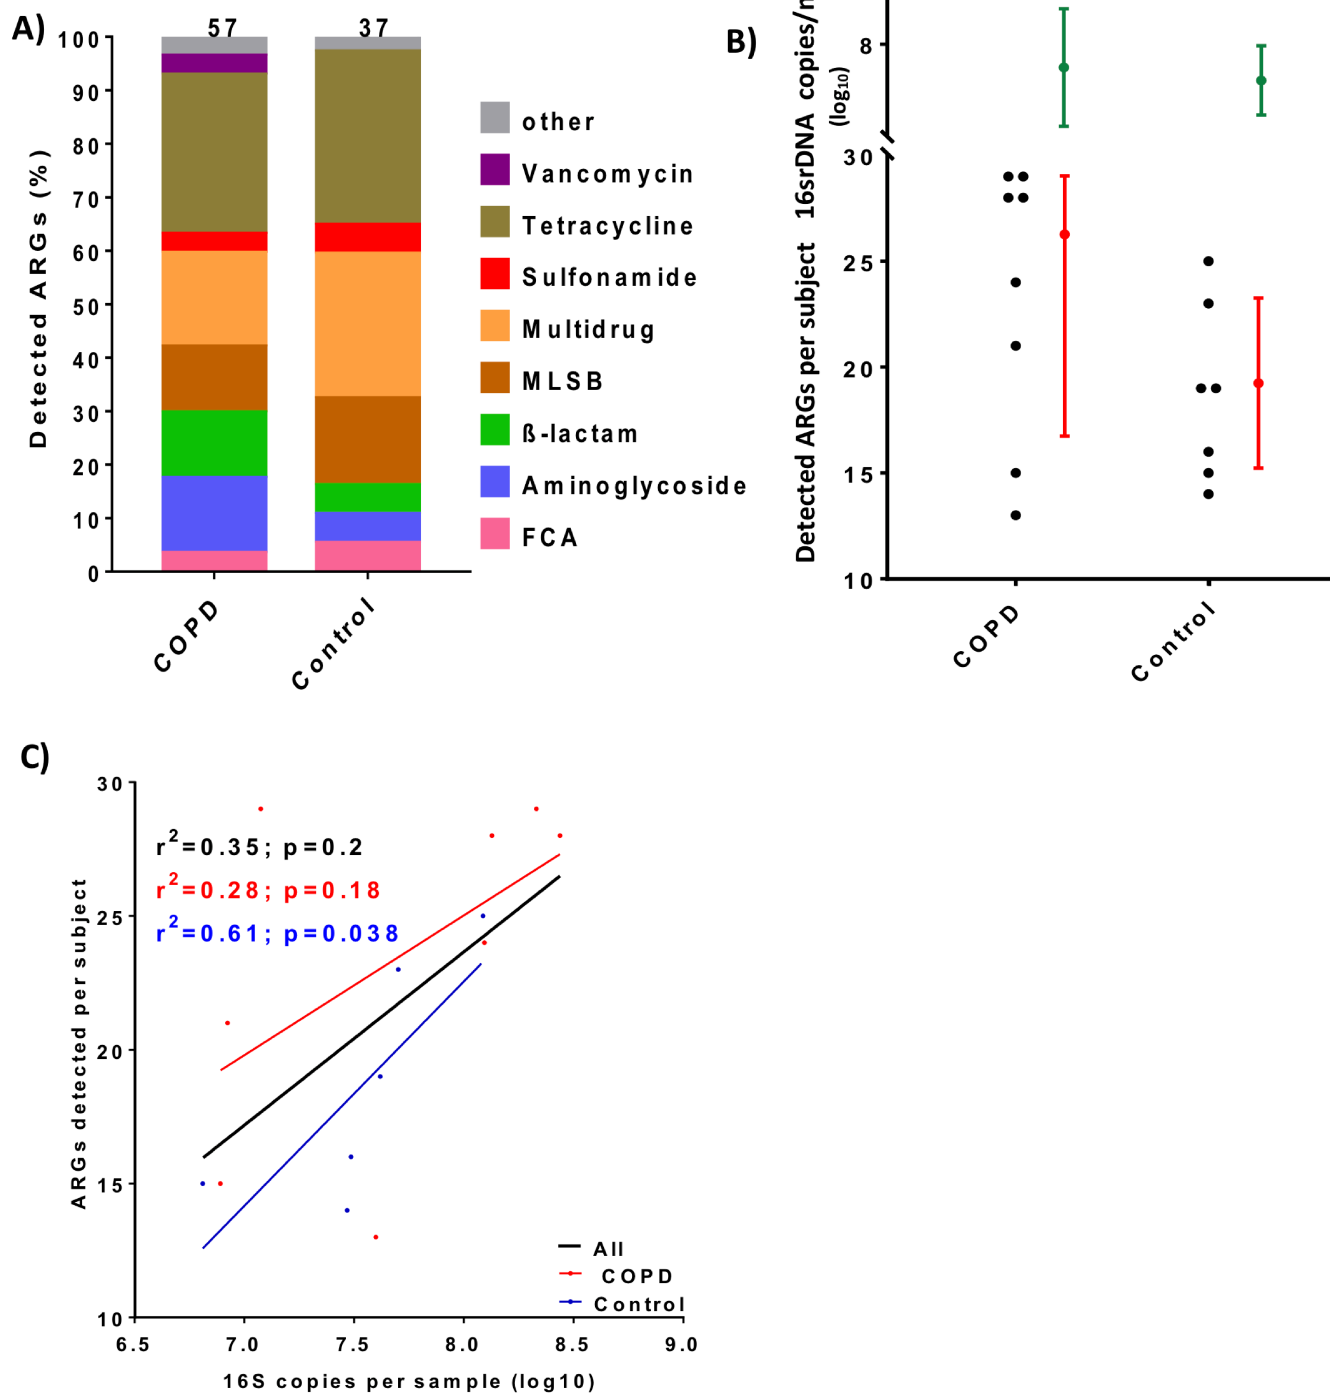 A)
57
37
100
90
80
70
60
50
40
30
20
10
0
Detected ARGs (%)
COPD
Control
other
Vancomycin
Tetracycline
Sulfonamide
Multidrug
MLSB
ß-lactam
Aminoglycoside
FCA
B)
16srDNA copies/
(log10)
Detected ARGs per subject
8
30
25
20
15
10
COPD
Control
C)
30
25
20
15
10
ARGs detected per subject
r2=0.35; p=0.2
r2=0.28; p=0.18
r2=0.61; p=0.038
All
COPD
Control
6.5
7.0
7.5
8.0
8.5
9.0
16S copies per sample (log10)